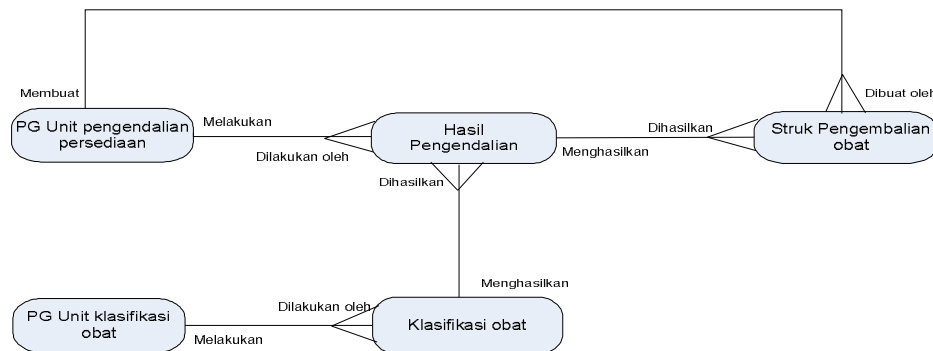 Membuat
Dibuat oleh
PG Unit pengendalian
persediaan
Melakukan
Dilakukan oleh
Hasil
Pengendalian
Dihasilkan
Menghasilkan
Struk Pengembalian
obat
Dihasilkan
Menghasilkan
PG Unit klasifikasi
obat
Dilakukan oleh
Melakukan
Klasifikasi obat